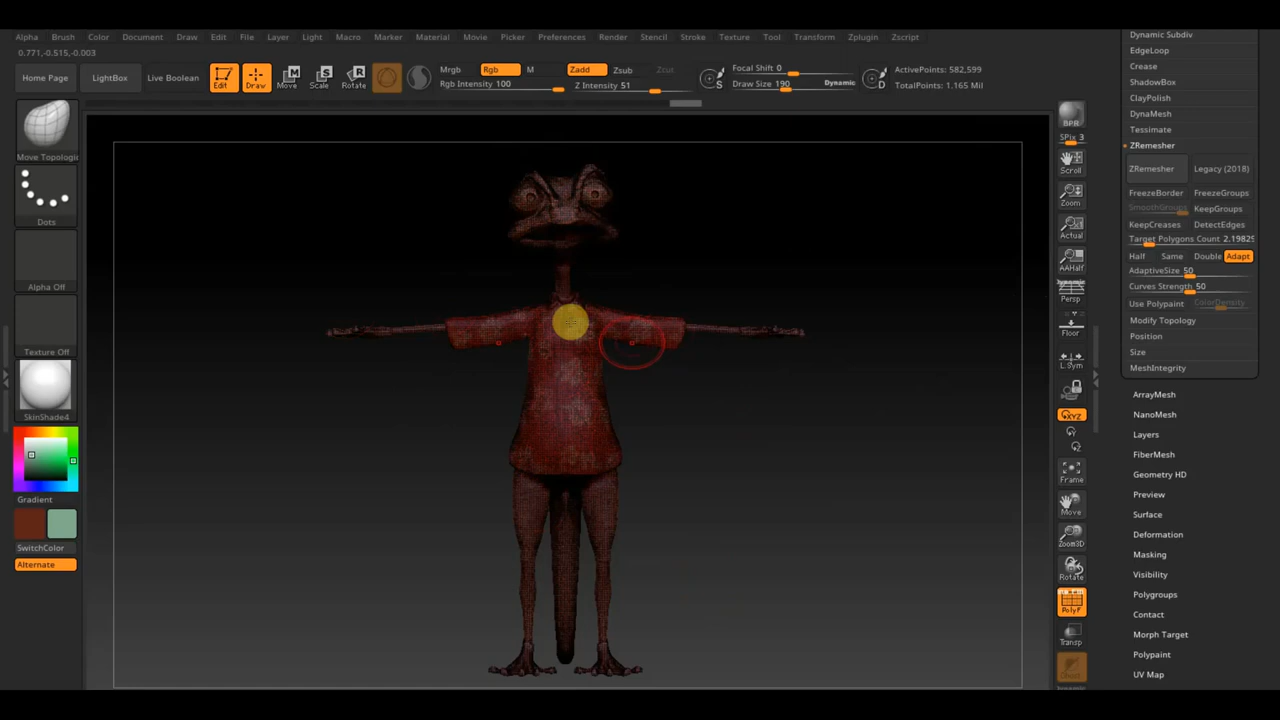 Alpha Brush Color Document Draw Edit File Layer Light Macro Marker Material Movie Picker Preferences Render Stencil Stroke Texture Tool Transform Zplugin Zscript
0.771,-0.515,-0.003
Home Page
LightBox
Live Boolean
Edit
Draw
Move
Scale
Rotate
Mrgb Rgb M
Rgb Intensity 100
Zadd Zsub Zcut
Z Intensity 51
Focal Shift 0
Draw Size 190 Dynamic
ActivePoints: 582,599
TotalPoints: 1.165 Mil
Move Topologic
Dots
Alpha Off
Texture Off
SkinShade4
Gradient
SwitchColor
Alternate
BPR
SPix 3
Scroll
Zoom
Actual
AAHalf
Dynamic
Persp
Floor
L.Sym
XYZ
Frame
Move
Zoom3D
Rotate
PolyF
Transp
Dynamic Subdiv
EdgeLoop
Crease
ShadowBox
ClayPolish
DynaMesh
Tessimate
ZRemesher
ZRemesher Legacy (2018)
FreezeBorder FreezeGroups
SmoothGroups KeepGroups
KeepCreases DetectEdges
Target Polygons Count 2.19825
Half Same Double Adapt
AdaptiveSize 50
Curves Strength 50
Use Polypaint ColorDensity
Modify Topology
Position
Size
MeshIntegrity
ArrayMesh
NanoMesh
Layers
FiberMesh
Geometry HD
Preview
Surface
Deformation
Masking
Visibility
Polygroups
Contact
Morph Target
Polypaint
UV Map